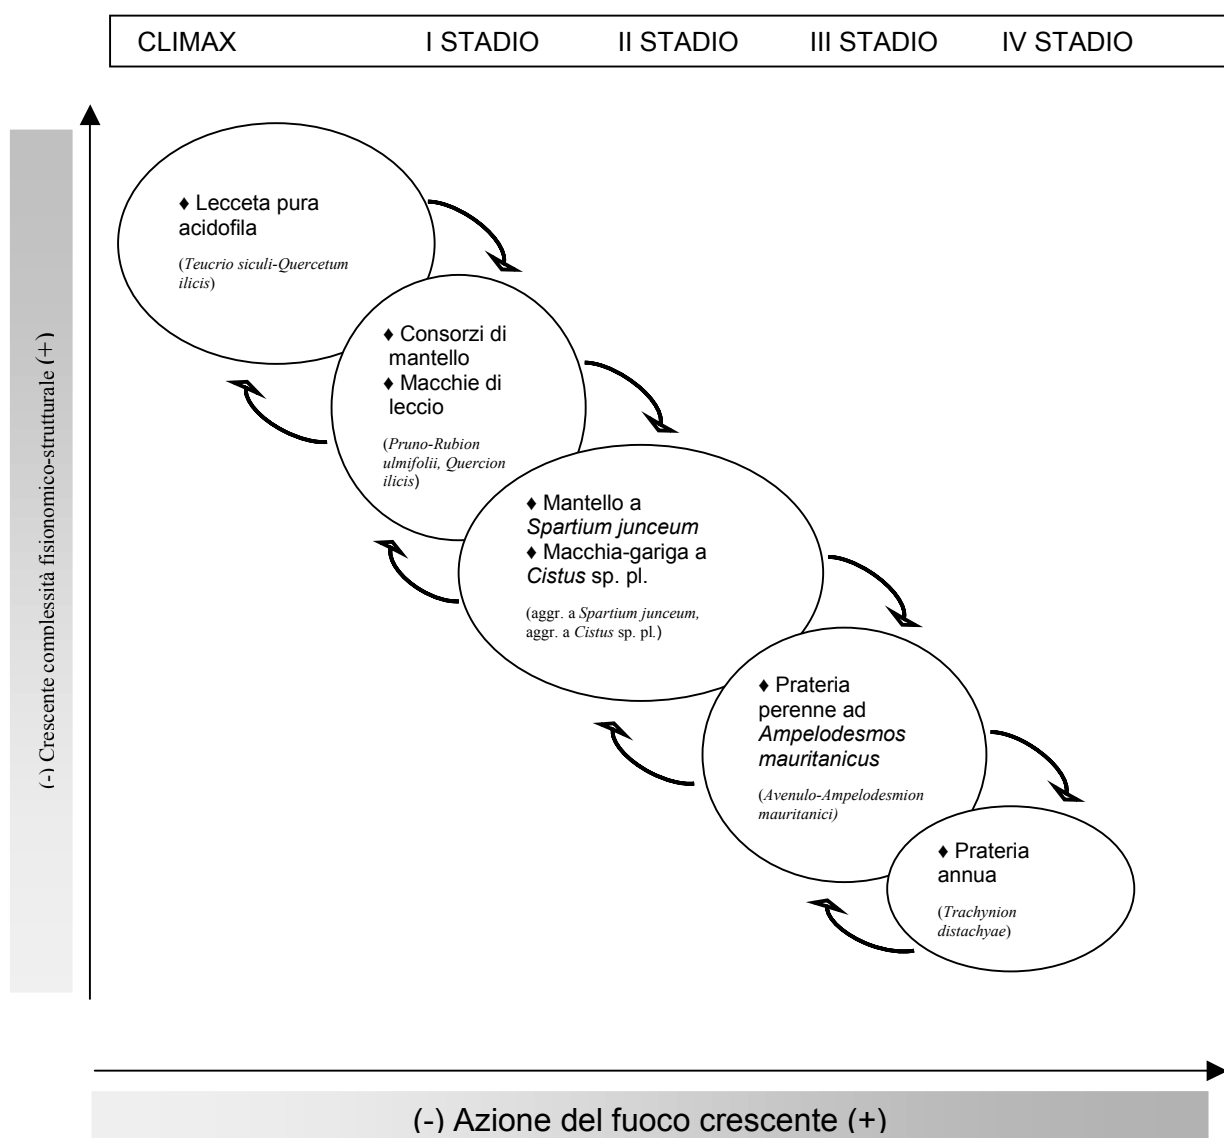 CLIMAX I STADIO II STADIO III STADIO IV STADIO
(-) Crescente complessità fisionomico-strutturale (+)
♦ Lecceta pura
acidofila
(Teucrio siculi-Quercetum
ilicis)
♦ Consorzi di
mantello
♦ Macchie di
leccio
(Pruno-Rubion
ulmifolii, Quercion
ilicis)
♦ Mantello a
Spartium junceum
♦ Macchia-gariga a
Cistus sp. pl.
(aggr. a Spartium junceum,
aggr. a Cistus sp. pl.)
♦ Prateria
perenne ad
Ampelodesmos
mauritanicus
(Avenulo-Ampelodesmion
mauritanici)
♦ Prateria
annua
(Trachynion
distachyae)
(-) Azione del fuoco crescente (+)